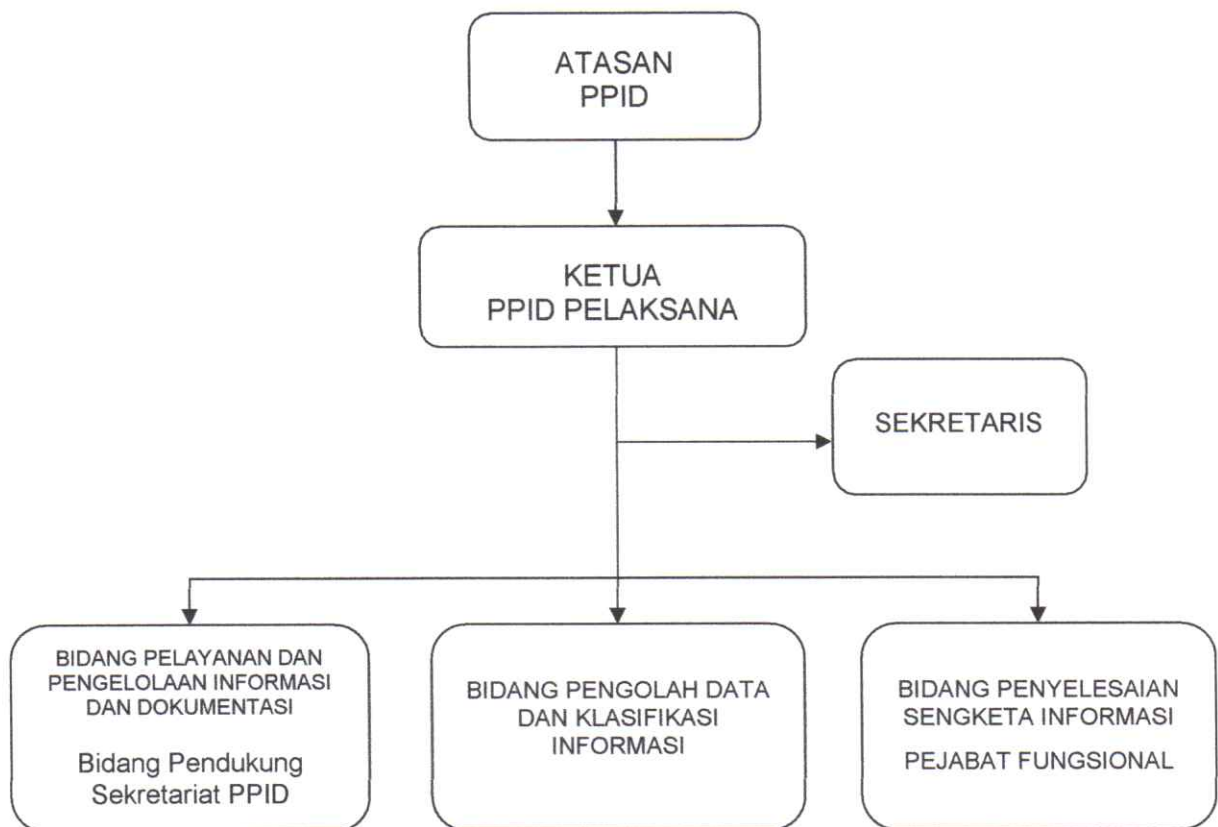 ATASAN
PPID
KETUA
PPID PELAKSANA
SEKRETARIS
BIDANG PELAYANAN DAN
PENGELOLAAN INFORMASI
DAN DOKUMENTASI
Bidang Pendukung
Sekretariat PPID
BIDANG PENGOLAH DATA
DAN KLASIFIKASI
INFORMASI
BIDANG PENYELESAIAN
SENGKETA INFORMASI
PEJABAT FUNGSIONAL